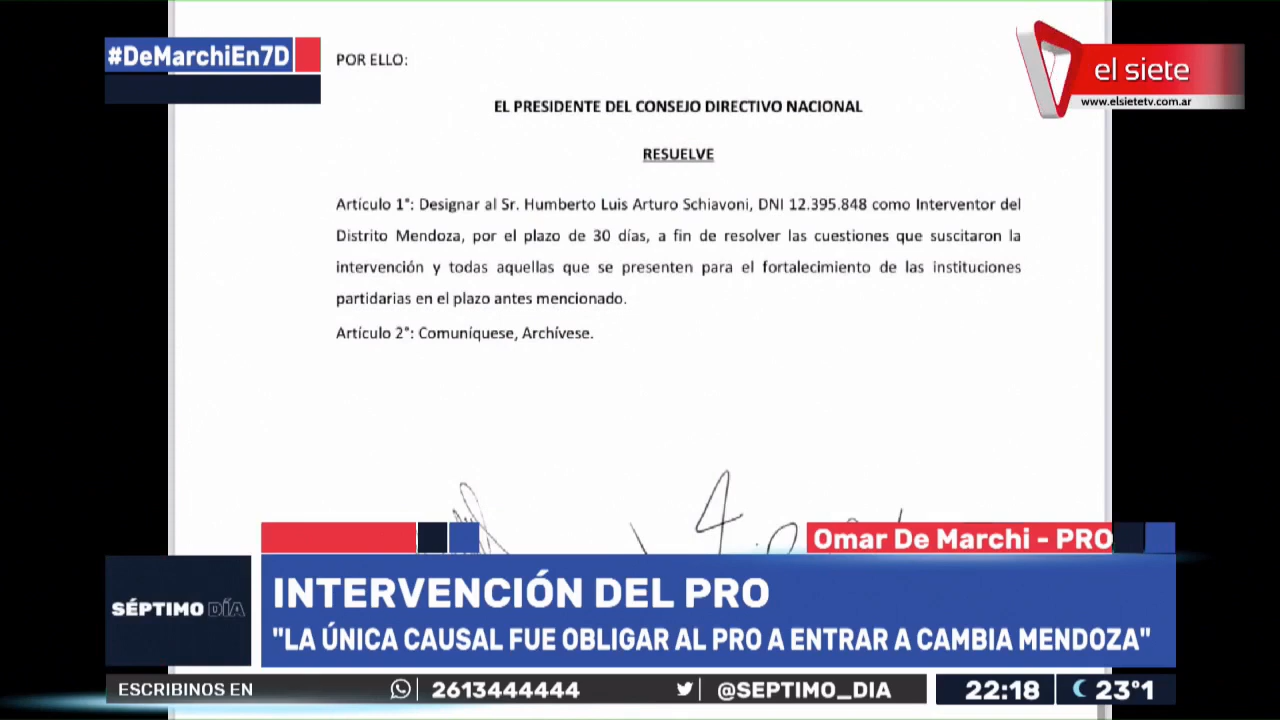 #DeMarchiEn7D
POR ELLO:
el siete
www.elsietetv.com.ar
EL PRESIDENTE DEL CONSEJO DIRECTIVO NACIONAL
RESUELVE
Artículo 1°: Designar al Sr. Humberto Luis Arturo Schiavoni, DNI 12.395.848 como Interventor del
Distrito Mendoza, por el plazo de 30 días, a fin de resolver las cuestiones que suscitaron la
intervención y todas aquellas que se presenten para el fortalecimiento de las instituciones
partidarias en el plazo antes mencionado.
Artículo 2°: Comuníquese, Archívese.
Omar De Marchi - PRO
SÉPTIMO DÍA
INTERVENCIÓN DEL PRO
"LA ÚNICA CAUSAL FUE OBLIGAR AL PRO A ENTRAR A CAMBIA MENDOZA"
ESCRIBINOS EN
2613444444
@SEPTIMO_DIA
22:18
23°1